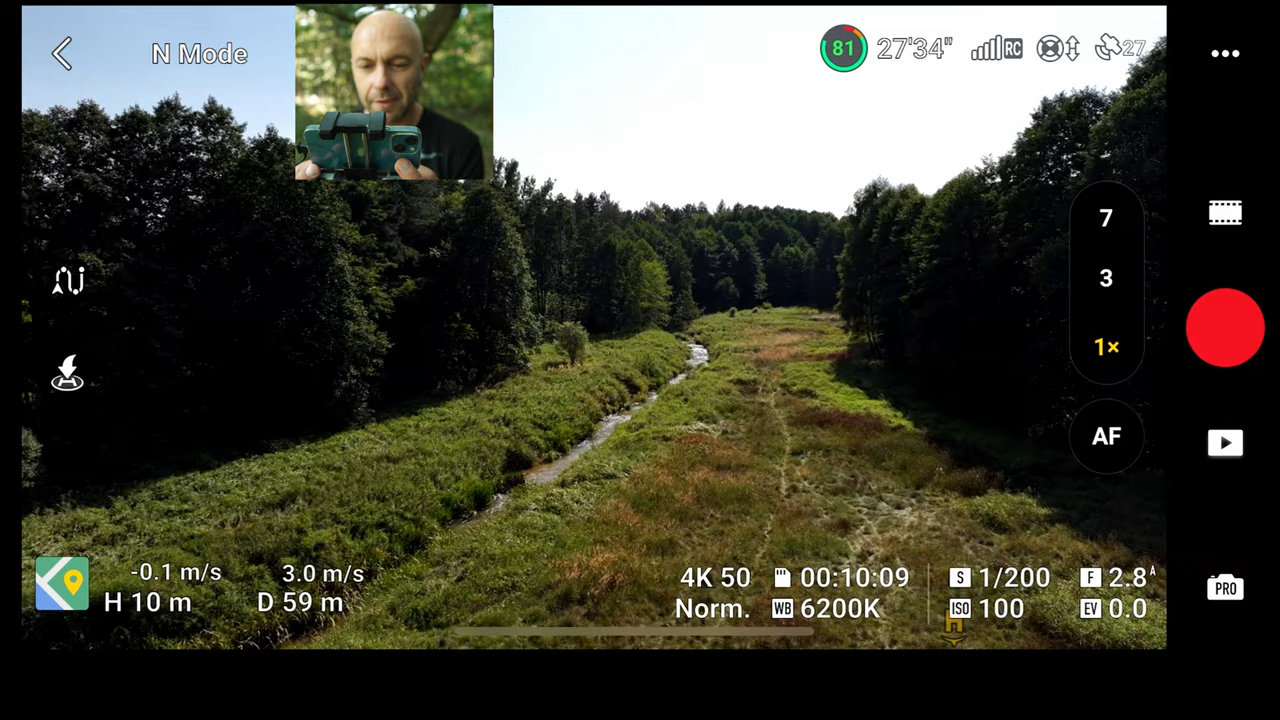 N Mode
81 27'34" RC 27
7
3
1×
AF
-0.1 m/s 3.0 m/s
H 10 m D 59 m
4K 50 00:10:09 S 1/200 F 2.8 A
Norm. WB 6200K ISO 100 EV 0.0
H
PRO